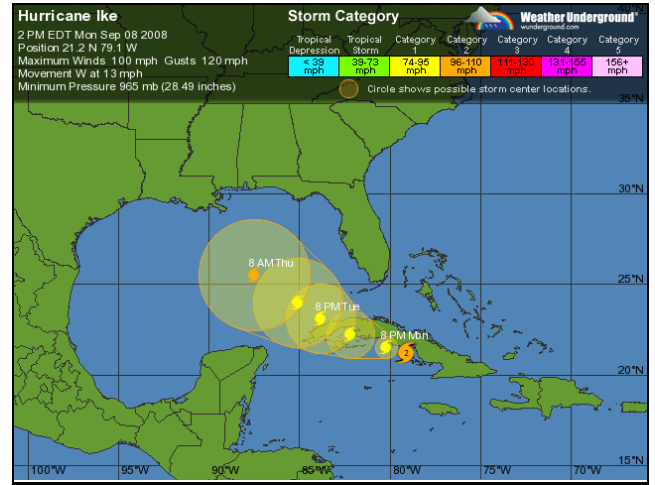 Hurricane Ike
2 PM EDT Mon Sep 08 2008
Position 21.2 N 79.1 W
Maximum Winds 100 mph Gusts 120 mph
Movement W at 13 mph
Minimum Pressure 965 mb (28.49 inches)
Storm Category
Weather Underground®
wunderground.com
Tropical Depression
Tropical Storm
Category 1
Category 2
Category 3
Category 4
Category 5
< 39 mph
39-73 mph
74-95 mph
96-110 mph
111-130 mph
131-155 mph
156+ mph
Circle shows possible storm center locations.
40°N
35°N
30°N
25°N
20°N
15°N
8 AM Thu
8 PM Tue
8 PM Mon
2
100°W
95°W
90°W
85°W
80°W
75°W
70°W